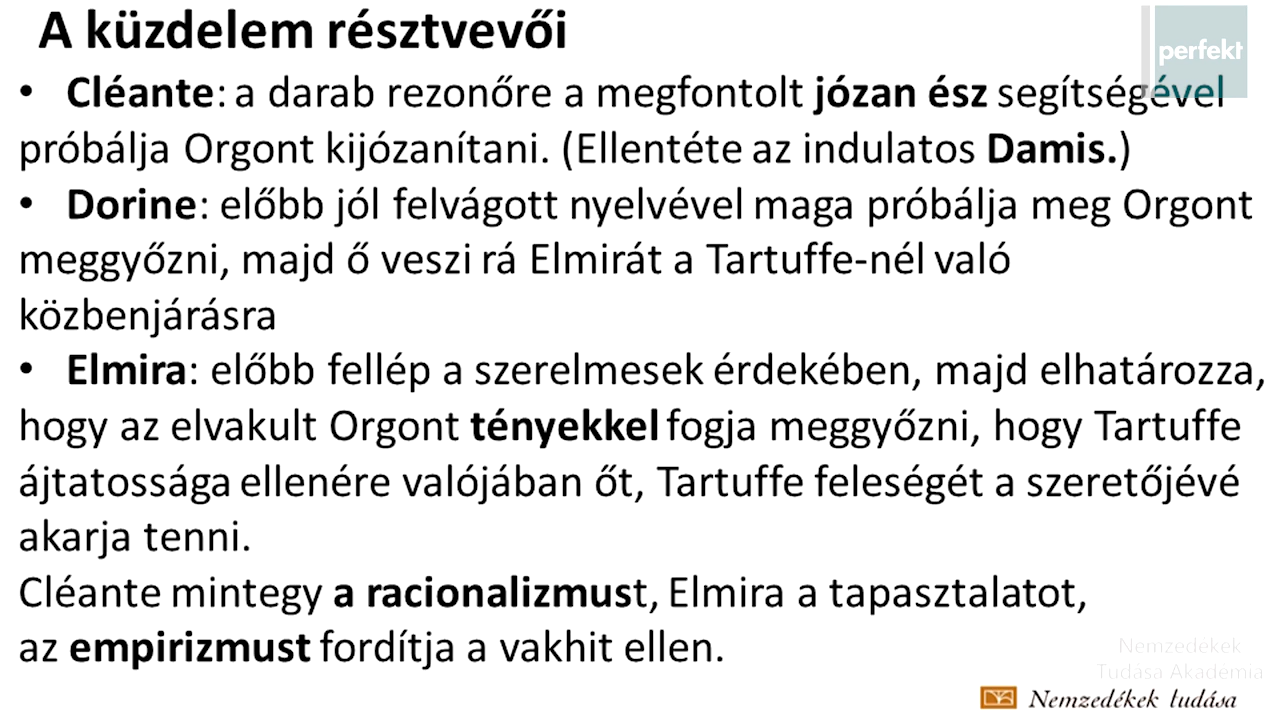 A küzdelem résztvevői
perfekt
• Cléante: a darab rezonőre a megfontolt józan ész segítségével
próbálja Orgont kijózanítani. (Ellentéte az indulatos Damis.)
• Dorine: előbb jól felvágott nyelvével maga próbálja meg Orgont
meggyőzni, majd ő veszi rá Elmirát a Tartuffe-nél való
közbenjárásra
• Elmira: előbb fellép a szerelmesek érdekében, majd elhatározza,
hogy az elvakult Orgont tényekkel fogja meggyőzni, hogy Tartuffe
ájtatossága ellenére valójában őt, Tartuffe feleségét a szeretőjévé
akarja tenni.
Cléante mintegy a racionalizmust, Elmira a tapasztalatot,
az empirizmust fordítja a vakhit ellen.
Nemzedékek
Tudása Akadémia
Nemzedékek tudása